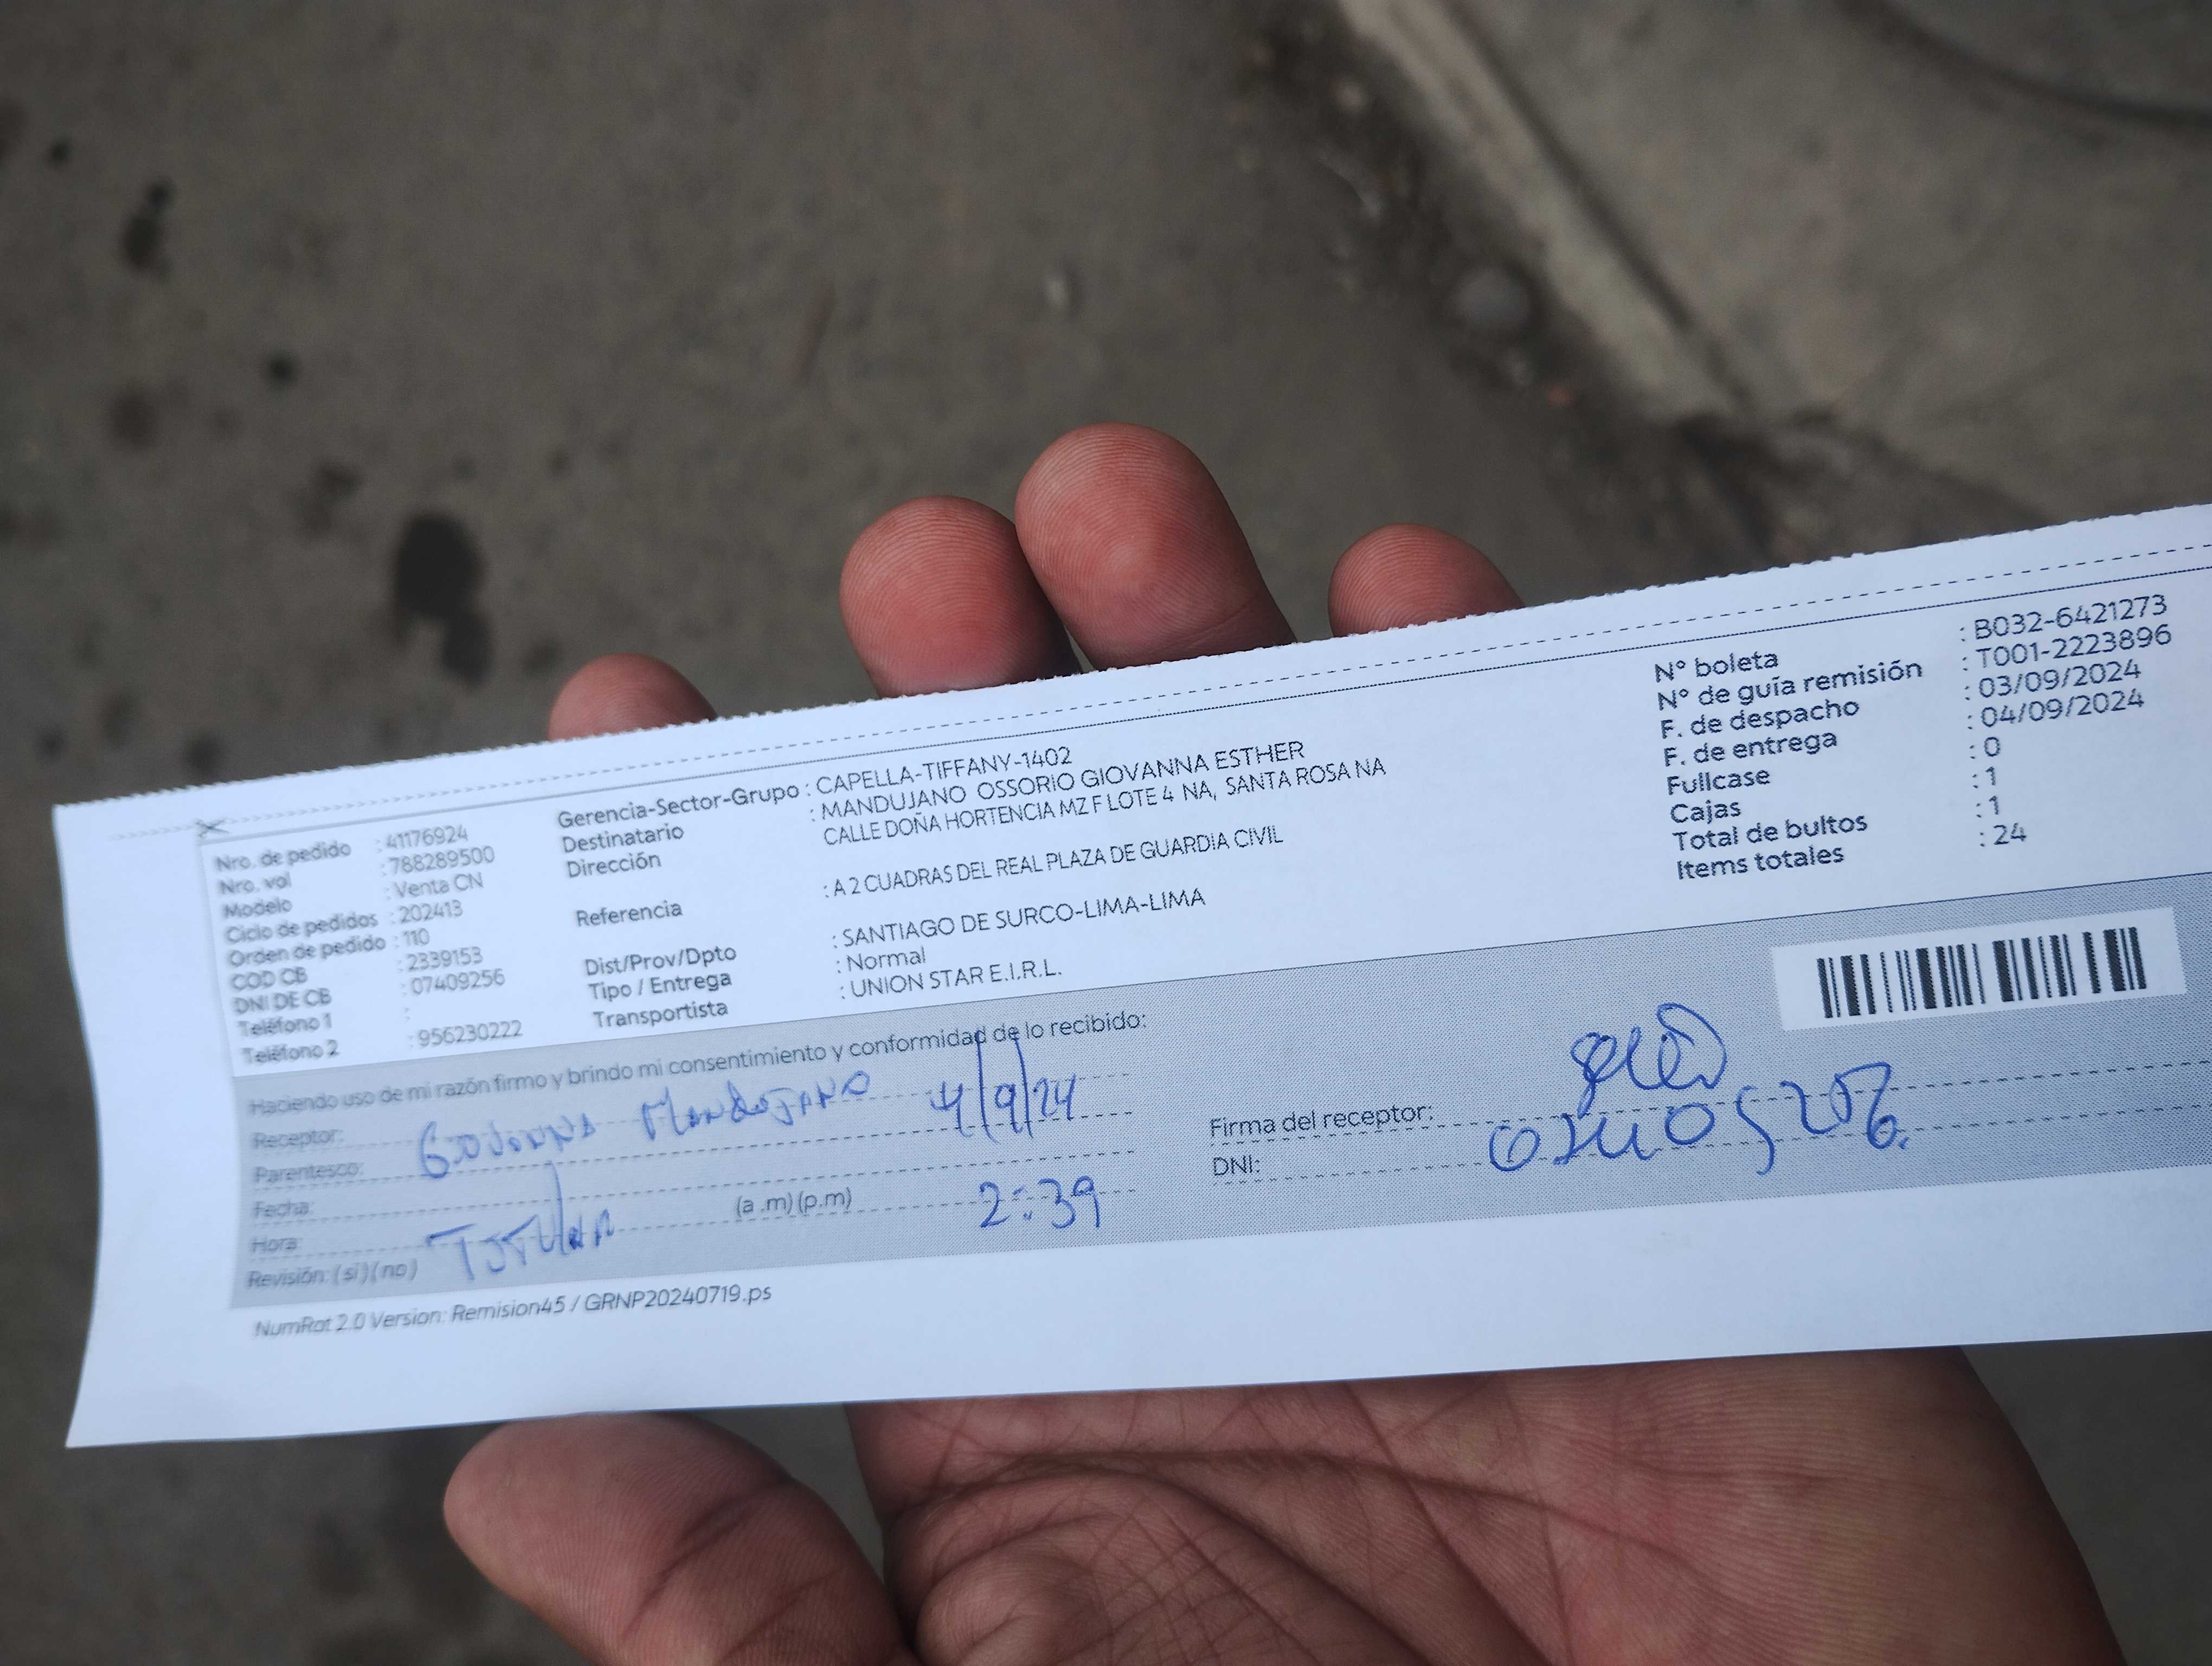 Nro. de pedido : 41176924
Nro. vol : 788289500
Modelo : Venta CN
Ciclo de pedidos : 202413
Orden de pedido : 110
COD CB : 2339153
DNI DE CB : 07409256
Teléfono 1 :
Teléfono 2 : 956230222
Gerencia-Sector-Grupo : CAPELLA-TIFFANY-1402
Destinatario : MANDUJANO OSSORIO GIOVANNA ESTHER
Dirección CALLE DOÑA HORTENCIA MZ F LOTE 4 NA, SANTA ROSA NA
Referencia : A 2 CUADRAS DEL REAL PLAZA DE GUARDIA CIVIL
Dist/Prov/Dpto : SANTIAGO DE SURCO-LIMA-LIMA
Tipo / Entrega : Normal
Transportista : UNION STAR E.I.R.L.
N° boleta : B032-6421273
N° de guía remisión : T001-2223896
F. de despacho : 03/09/2024
F. de entrega : 04/09/2024
Fullcase : 0
Cajas : 1
Total de bultos : 1
Items totales : 24
Haciendo uso de mi razón firmo y brindo mi consentimiento y conformidad de lo recibido:
Receptor: Mandujano 4/9/24
Parentesco:
Fecha:
Hora: (a .m) (p.m) 2:39
Revisión: ( si ) ( no )
Firma del receptor:
DNI:
NumRot 2.0 Version: Remision45 / GRNP20240719.ps